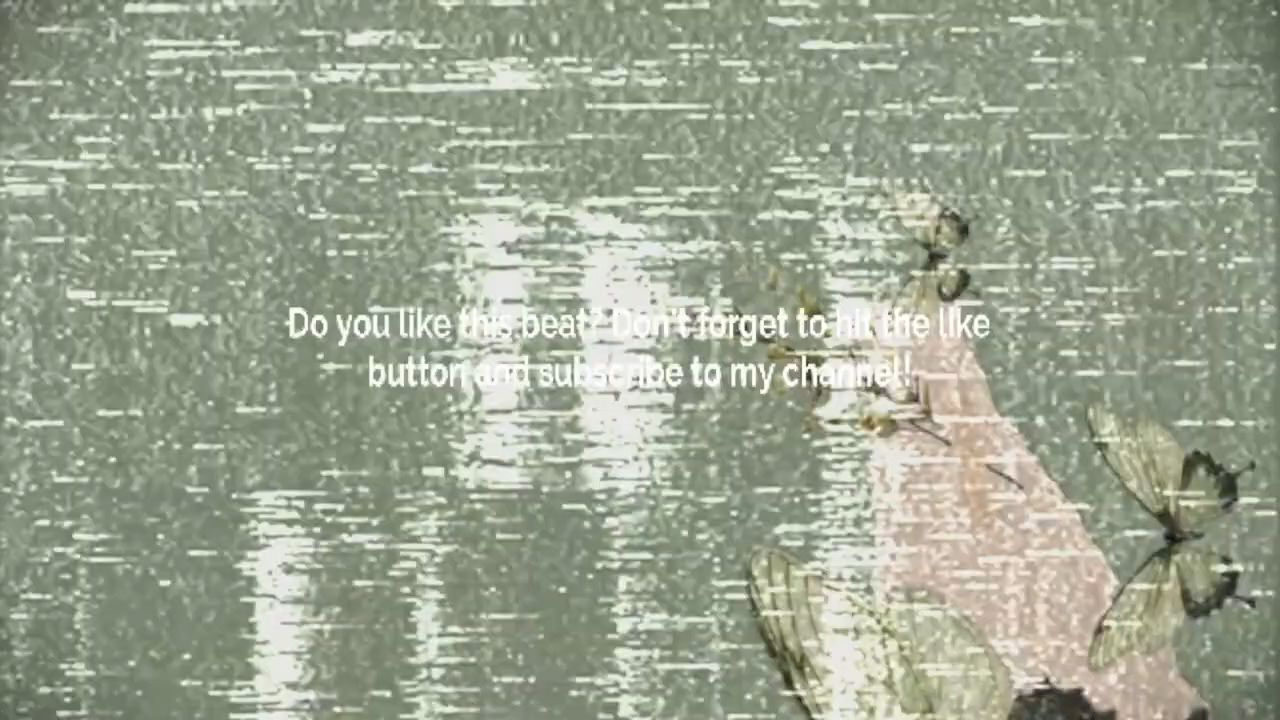 Do you like this beat? Don't forget to hit the like
button and subscribe to my channel!